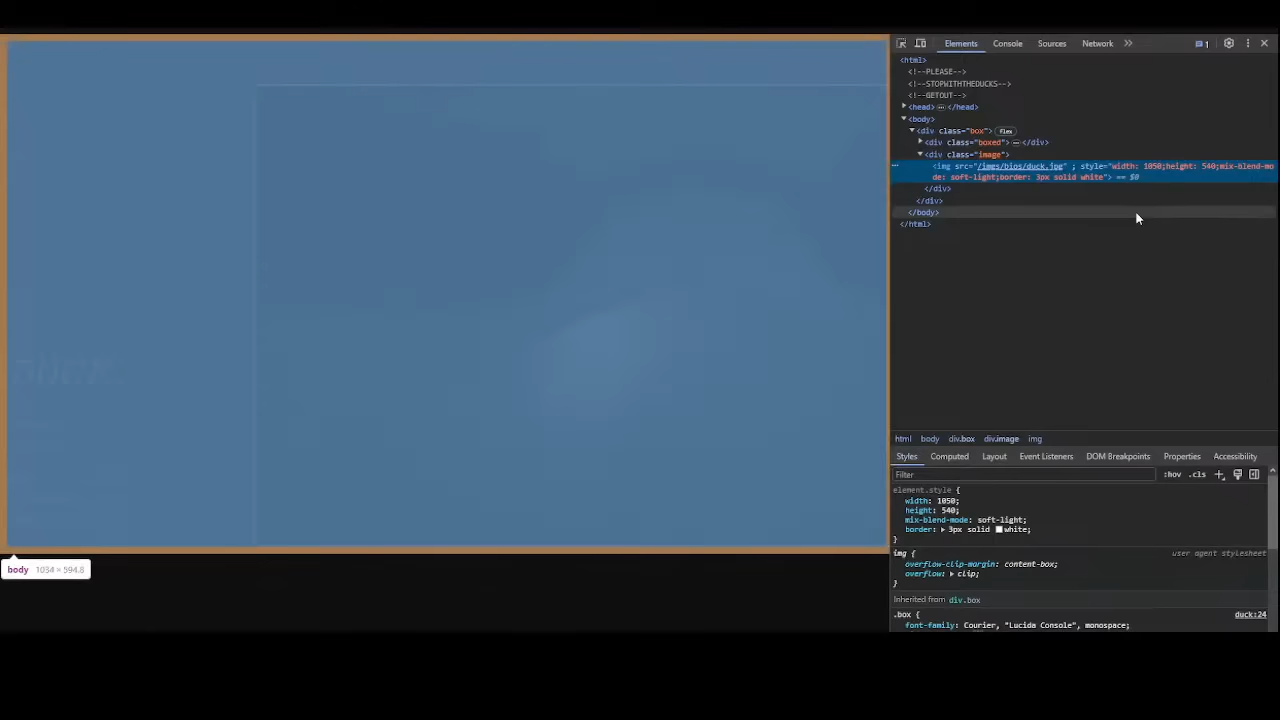 Elements Console Sources Network » 1
<html>
<!--PLEASE-->
<!--STOPWITHTHEDUCKS-->
<!--GETOUT-->
<head> … </head>
<body>
<div class="box"> flex
<div class="boxed"> … </div>
<div class="image">
… <img src="/imgs/bios/duck.jpg" ; style="width: 1050;height: 540;mix-blend-mo
de: soft-light;border: 3px solid white"> == $0
</div>
</div>
</body>
</html>
DUCK
body 1034 × 594.8
html body div.box div.image img
Styles Computed Layout Event Listeners DOM Breakpoints Properties Accessibility
Filter :hov .cls
element.style {
width: 1050;
height: 540;
mix-blend-mode: soft-light;
border: 3px solid white;
}
img { user agent stylesheet
overflow-clip-margin: content-box;
overflow: clip;
}
Inherited from div.box
.box { duck:24
font-family: Courier, "Lucida Console", monospace;